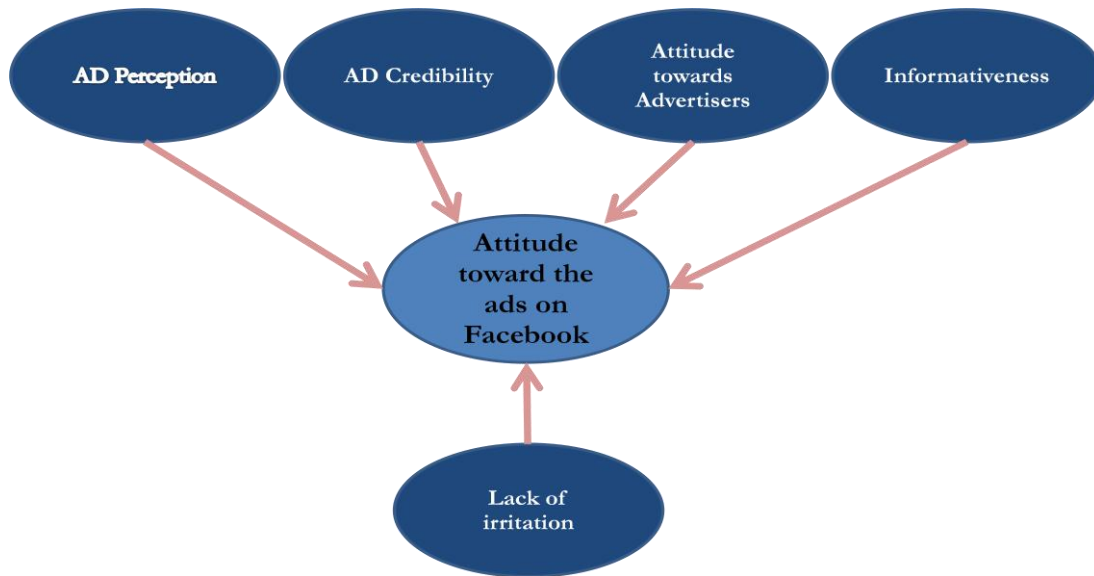 AD Perception
AD Credibility
Attitude
towards
Advertisers
Informativeness
Attitude
toward the
ads on
Facebook
Lack of
irritation